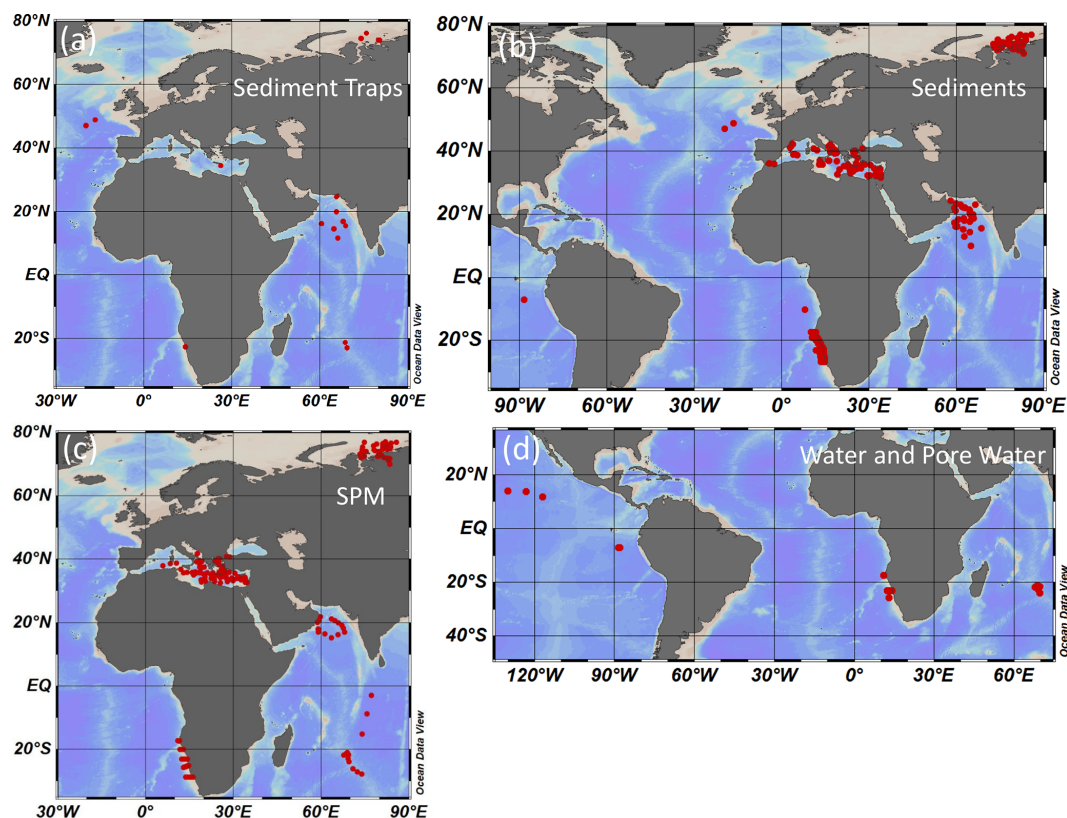 (a)
Sediment Traps
80°N
60°N
40°N
20°N
EQ
20°S
30°W 0° 30°E 60°E 90°E
Ocean Data View
(b)
Sediments
80°N
60°N
40°N
20°N
EQ
20°S
90°W 60°W 30°W 0° 30°E 60°E 90°E
Ocean Data View
(c)
SPM
80°N
60°N
40°N
20°N
EQ
20°S
30°W 0° 30°E 60°E 90°E
Ocean Data View
(d)
Water and Pore Water
20°N
EQ
20°S
40°S
120°W 90°W 60°W 30°W 0° 30°E 60°E
Ocean Data View